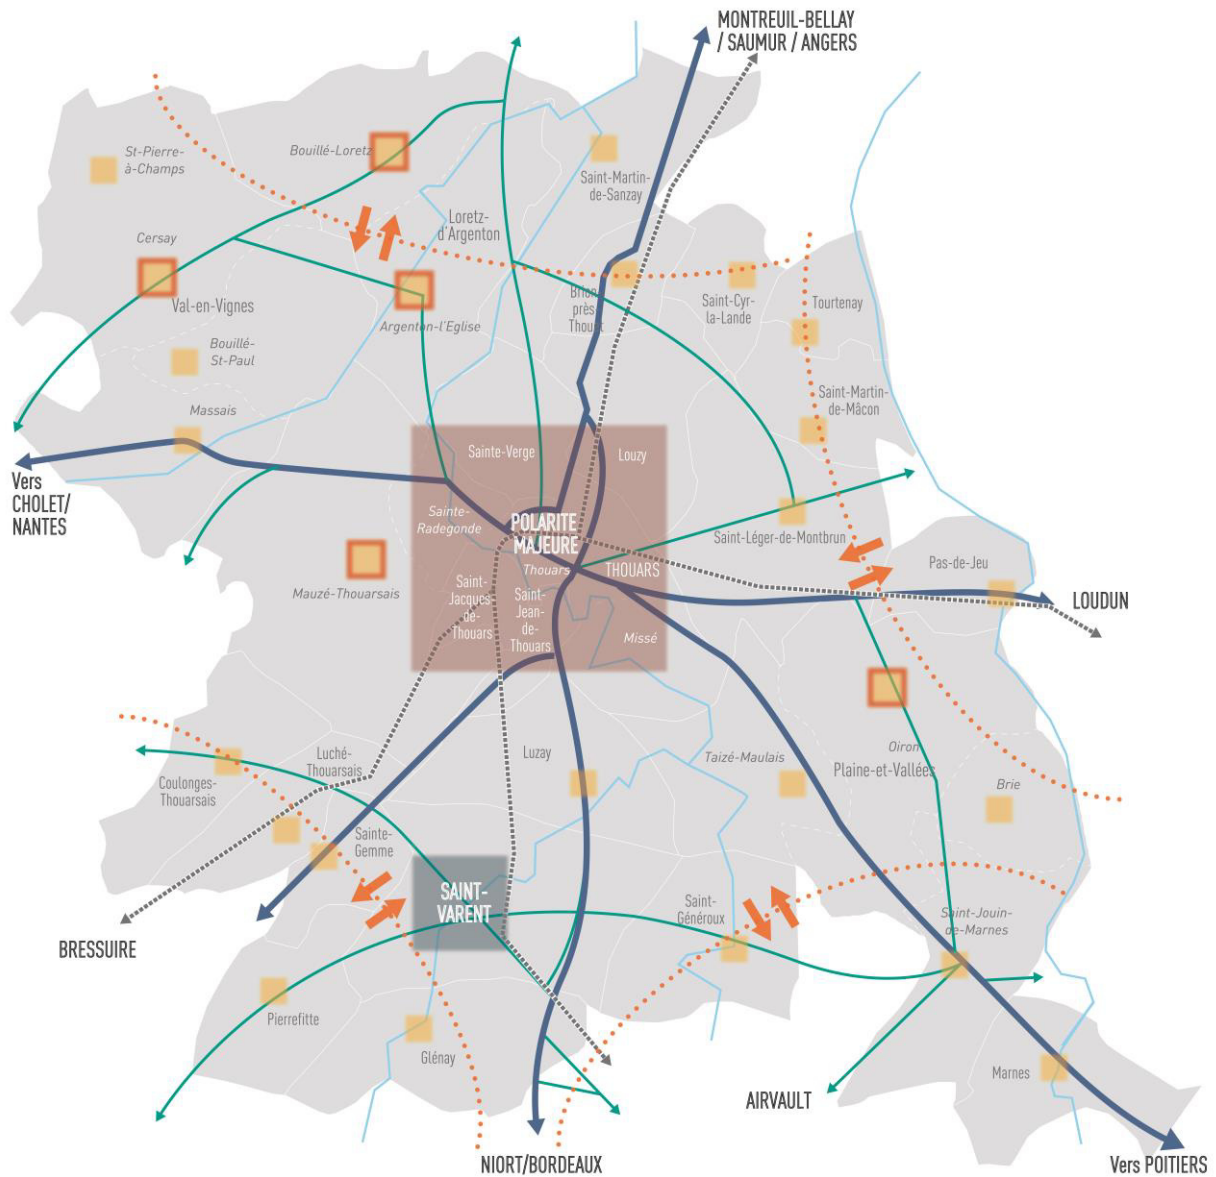 MONTREUIL-BELLAY
/ SAUMUR / ANGERS
St-Pierre-
à-Champs
Bouillé-Loretz
Saint-Martin-
de-Sanzay
Loretz-
d'Argenton
Cersay
Val-en-Vignes
Argenton-l'Eglise
Brion-
près-
Thouet
Saint-Cyr-
la-Lande
Tourtenay
Bouillé-
St-Paul
Massais
Saint-Martin-
de-Mâcon
Vers
CHOLET/
NANTES
Sainte-Verge
Louzy
Sainte-
Radegonde
POLARITE
MAJEURE
Thouars
THOUARS
Saint-Léger-de-Montbrun
Pas-de-Jeu
LOUDUN
Mauzé-Thouarsais
Saint-
Jacques
de-
Thouars
Saint-
Jean-
de-
Thouars
Missé
Oiron
Plaine-et-Vallées
Luché-
Thouarsais
Luzay
Taizé-Maulais
Brie
Coulonges-
Thouarsais
Sainte-
Gemme
SAINT-
VARENT
Saint-
Généroux
Saint-Jouin-
de-Marnes
BRESSUIRE
Pierrefitte
Glénay
Marnes
AIRVAULT
NIORT/BORDEAUX
Vers POITIERS